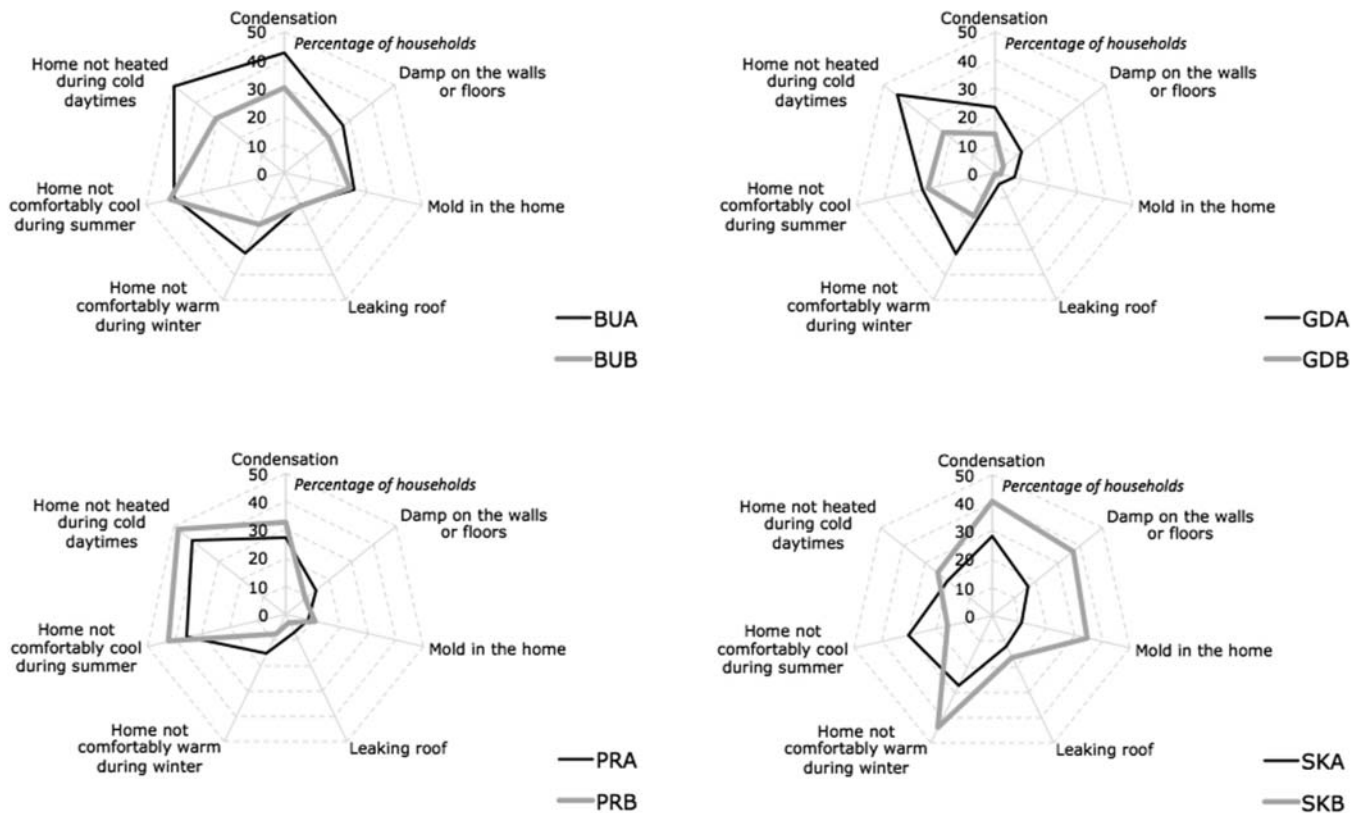 Condensation
50
Percentage of households
40
30
20
10
0
Home not heated
during cold
daytimes
Damp on the walls
or floors
Home not
comfortably cool
during summer
Mold in the home
Home not
comfortably warm
during winter
Leaking roof
BUA
BUB
Condensation
50
Percentage of households
40
30
20
10
0
Home not heated
during cold
daytimes
Damp on the walls
or floors
Home not
comfortably cool
during summer
Mold in the home
Home not
comfortably warm
during winter
Leaking roof
GDA
GDB
Condensation
50
Percentage of households
40
30
20
10
0
Home not heated
during cold
daytimes
Damp on the walls
or floors
Home not
comfortably cool
during summer
Mold in the home
Home not
comfortably warm
during winter
Leaking roof
PRA
PRB
Condensation
50
Percentage of households
40
30
20
10
0
Home not heated
during cold
daytimes
Damp on the walls
or floors
Home not
comfortably cool
during summer
Mold in the home
Home not
comfortably warm
during winter
Leaking roof
SKA
SKB